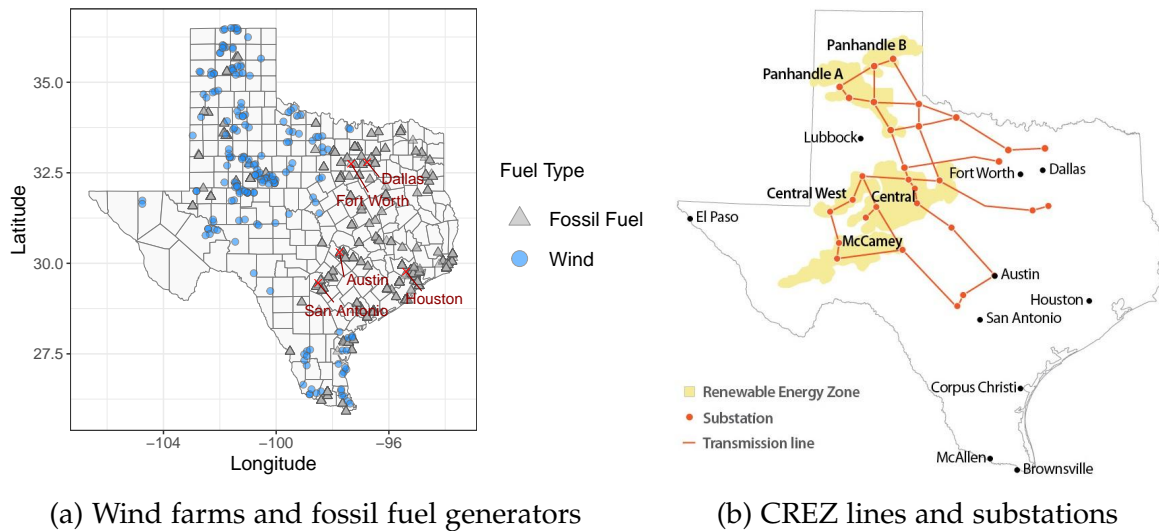 35.0
32.5
30.0
27.5
Latitude
−104
−100
−96
Longitude
Dallas
Fort Worth
Austin
San Antonio
Houston
Fuel Type
Fossil Fuel
Wind
(a) Wind farms and fossil fuel generators
Panhandle B
Panhandle A
Lubbock
Fort Worth
Dallas
Central West
Central
El Paso
McCamey
Austin
Houston
San Antonio
Corpus Christi
McAllen
Brownsville
Renewable Energy Zone
Substation
Transmission line
(b) CREZ lines and substations